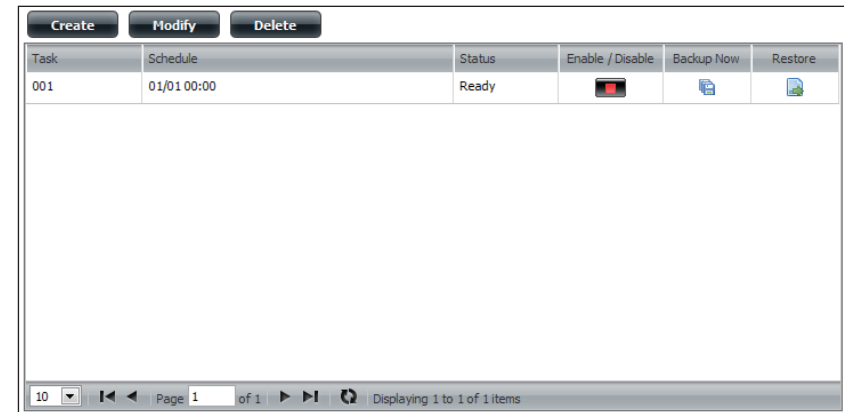 Create Modify Delete
Task Schedule Status Enable / Disable Backup Now Restore
001 01/01 00:00 Ready
10 Page 1 of 1 Displaying 1 to 1 of 1 items